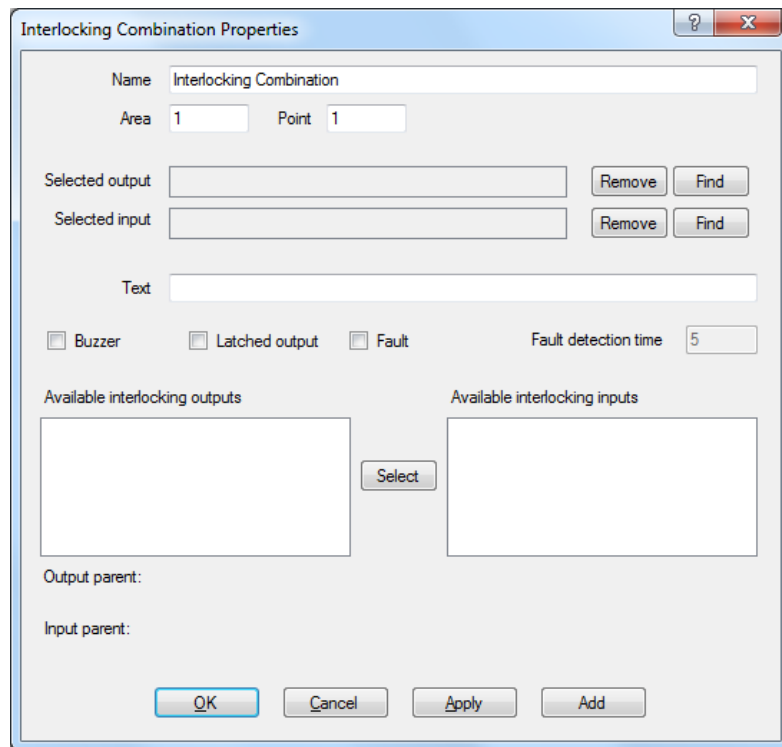 Interlocking Combination Properties
Name Interlocking Combination
Area 1 Point 1
Selected output Remove Find
Selected input Remove Find
Text
Buzzer Latched output Fault Fault detection time 5
Available interlocking outputs Available interlocking inputs
Select
Output parent:
Input parent:
OK Cancel Apply Add